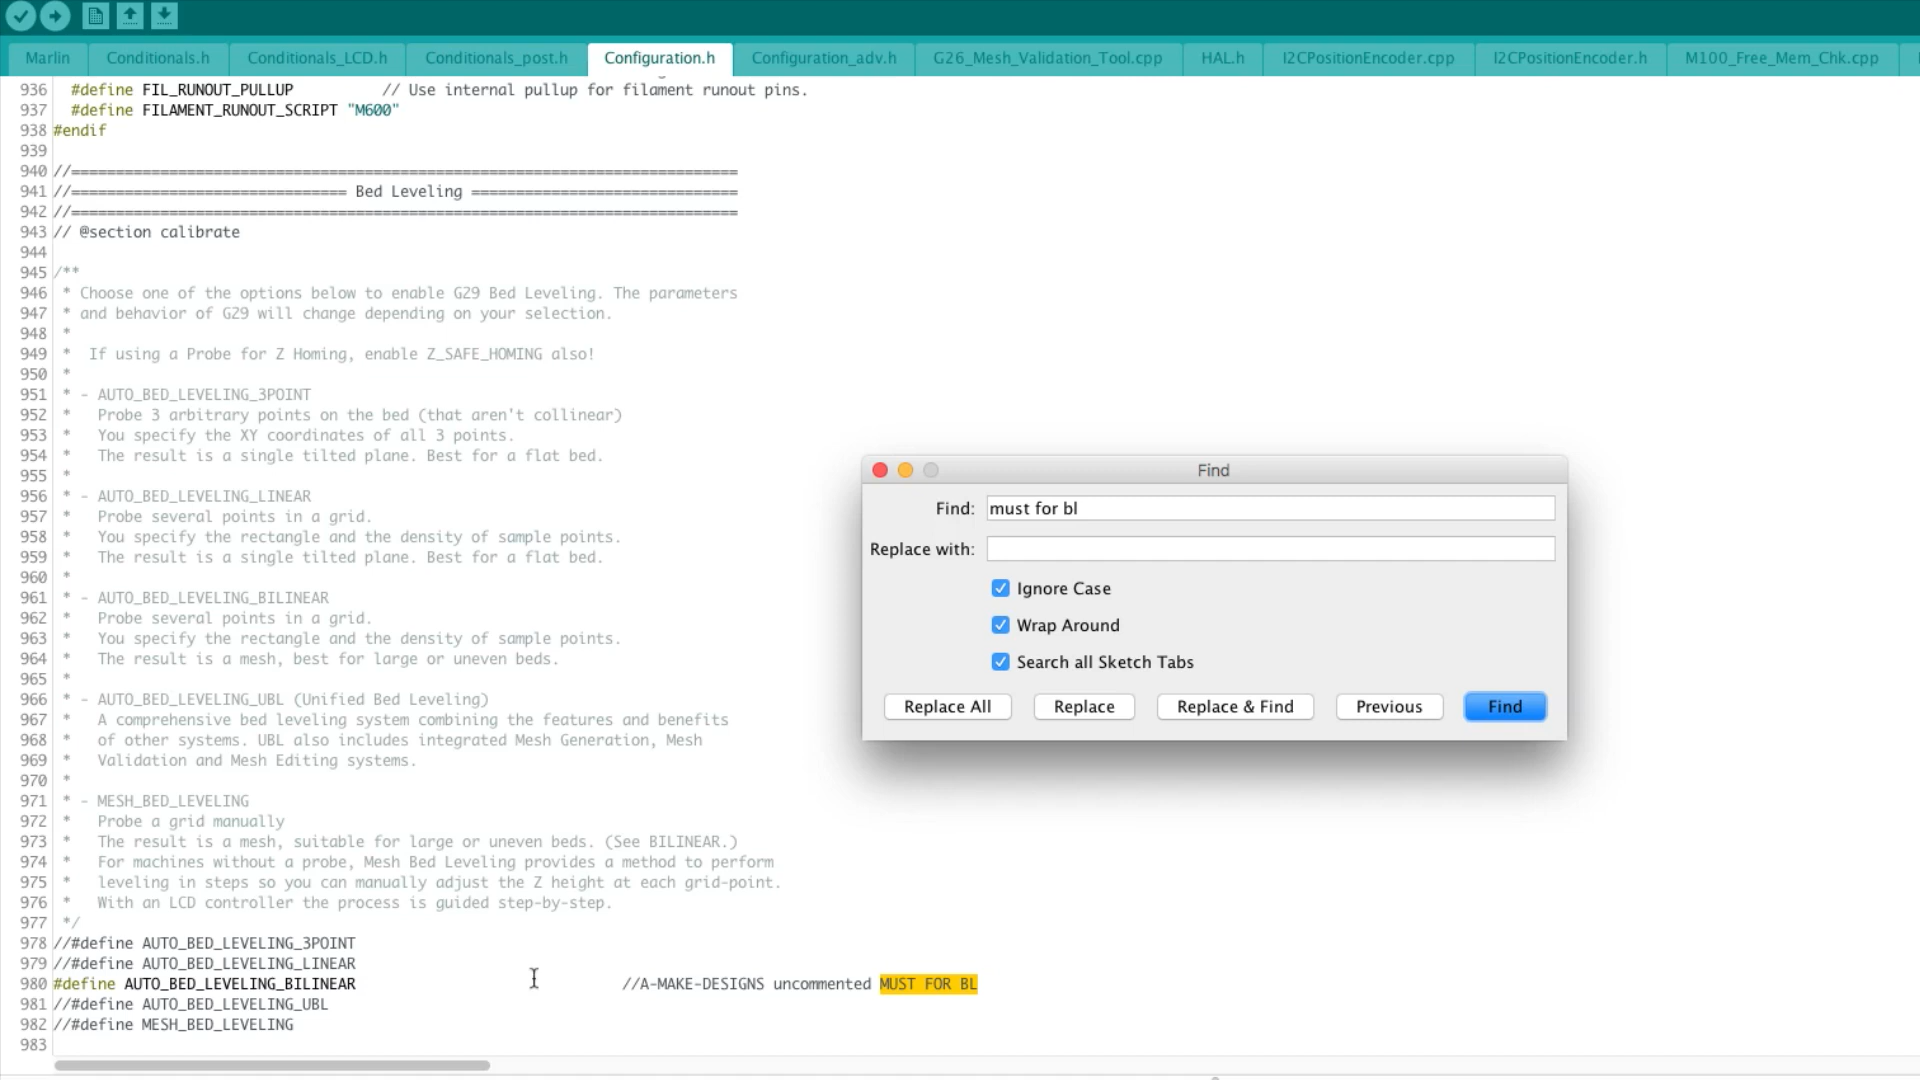 Marlin Conditionals.h Conditionals_LCD.h Conditionals_post.h Configuration.h Configuration_adv.h G26_Mesh_Validation_Tool.cpp HAL.h I2CPositionEncoder.cpp I2CPositionEncoder.h M100_Free_Mem_Chk.cpp
936 #define FIL_RUNOUT_PULLUP // Use internal pullup for filament runout pins.
937 #define FILAMENT_RUNOUT_SCRIPT "M600"
938 #endif
939
940 //===========================================================================
941 //=============================== Bed Leveling ==============================
942 //===========================================================================
943 // @section calibrate
944
945 /**
946 * Choose one of the options below to enable G29 Bed Leveling. The parameters
947 * and behavior of G29 will change depending on your selection.
948 *
949 * If using a Probe for Z Homing, enable Z_SAFE_HOMING also!
950 *
951 * - AUTO_BED_LEVELING_3POINT
952 * Probe 3 arbitrary points on the bed (that aren't collinear)
953 * You specify the XY coordinates of all 3 points.
954 * The result is a single tilted plane. Best for a flat bed.
955 *
956 * - AUTO_BED_LEVELING_LINEAR
957 * Probe several points in a grid.
958 * You specify the rectangle and the density of sample points.
959 * The result is a single tilted plane. Best for a flat bed.
960 *
961 * - AUTO_BED_LEVELING_BILINEAR
962 * Probe several points in a grid.
963 * You specify the rectangle and the density of sample points.
964 * The result is a mesh, best for large or uneven beds.
965 *
966 * - AUTO_BED_LEVELING_UBL (Unified Bed Leveling)
967 * A comprehensive bed leveling system combining the features and benefits
968 * of other systems. UBL also includes integrated Mesh Generation, Mesh
969 * Validation and Mesh Editing systems.
970 *
971 * - MESH_BED_LEVELING
972 * Probe a grid manually
973 * The result is a mesh, suitable for large or uneven beds. (See BILINEAR.)
974 * For machines without a probe, Mesh Bed Leveling provides a method to perform
975 * leveling in steps so you can manually adjust the Z height at each grid-point.
976 * With an LCD controller the process is guided step-by-step.
977 */
978 //#define AUTO_BED_LEVELING_3POINT
979 //#define AUTO_BED_LEVELING_LINEAR
980 #define AUTO_BED_LEVELING_BILINEAR //A-MAKE-DESIGNS uncommented MUST FOR BL
981 //#define AUTO_BED_LEVELING_UBL
982 //#define MESH_BED_LEVELING
983
Find
Find: must for bl
Replace with:
Ignore Case
Wrap Around
Search all Sketch Tabs
Replace All Replace Replace & Find Previous Find